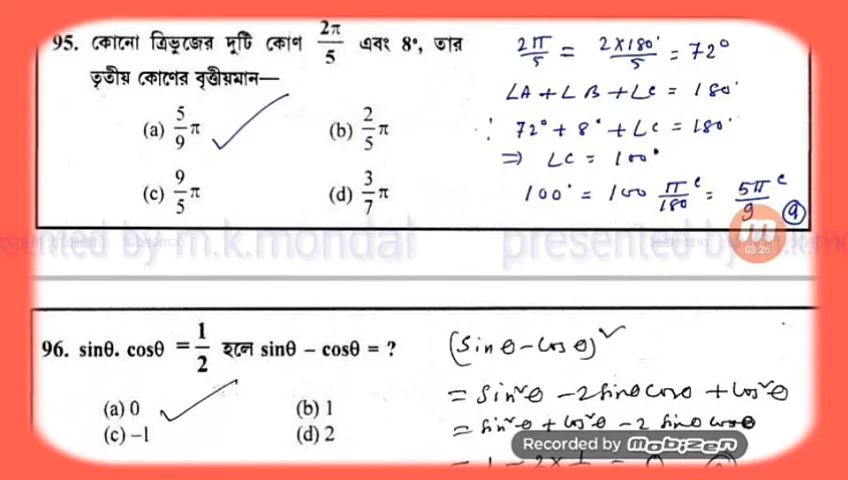 95. কোনো ত্রিভুজের দুটি কোণ 2π/5 এবং 8°, তার
তৃতীয় কোণের বৃত্তীয়মান—
(a) 5/9 π (b) 2/5 π
(c) 9/5 π (d) 3/7 π
2π/5 = 2×180°/5 = 72°
∠A + ∠B + ∠C = 180°
∵ 72° + 8° + ∠C = 180°
⇒ ∠C = 100°
100° = 100 π/180 ᶜ = 5π/9 ᶜ (a)
presented by m.k.mondal presented by m.k.
03:26
96. sinθ. cosθ = 1/2 হলে sinθ – cosθ = ?
(a) 0 (b) 1
(c) –1 (d) 2
(sinθ – cosθ)²
= sin²θ – 2sinθcosθ + cos²θ
= sin²θ + cos²θ – 2 sinθ cosθ
Recorded by mobizen